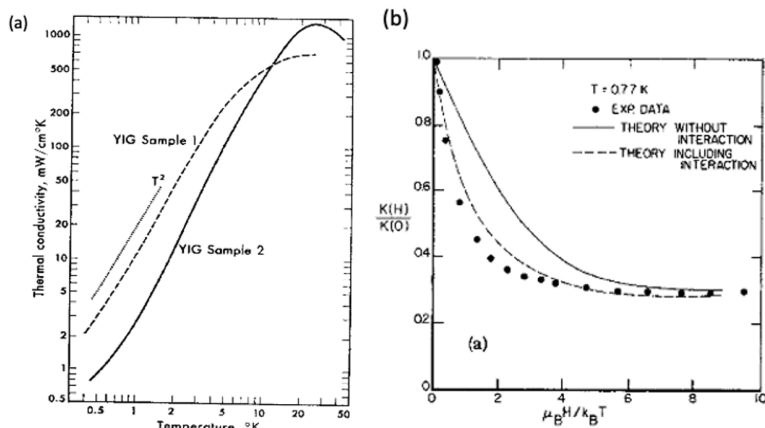 (a)
Thermal conductivity, mW/cm°K
1000
500
100
50
10
5
2
1
0.5
YIG Sample 1
T²
YIG Sample 2
0.5
1
2
5
10
20
50
Temperature, °K
(b)
1.0
0.8
0.6
0.4
0.2
0
K(H)
K(O)
T = 0.77 K
EXP. DATA
THEORY WITHOUT
INTERACTION
THEORY INCLUDING
INTERACTION
(a)
0
2
4
6
8
10
μBH/kBT